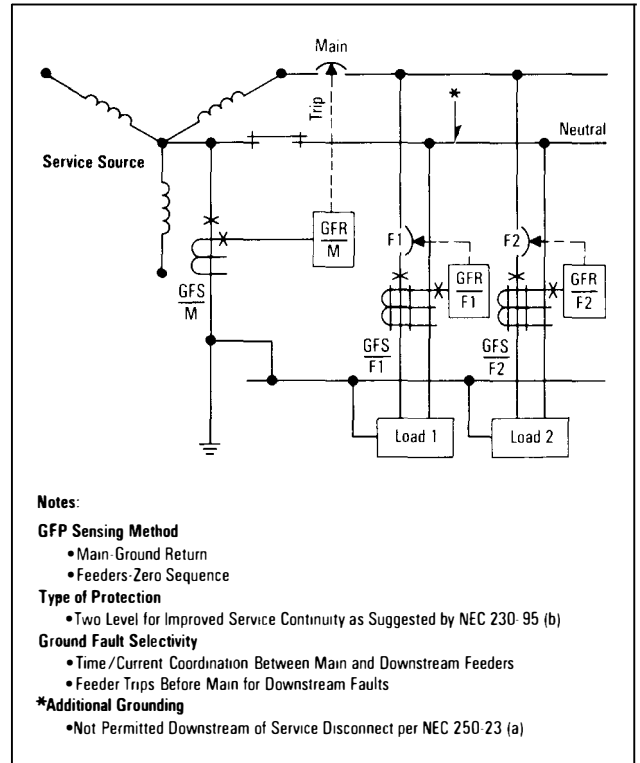 Main
*
Trip
Neutral
Service Source
GFR
M
F1
F2
GFR
F1
GFR
F2
GFS
M
GFS
F1
GFS
F2
Load 1
Load 2
Notes:
GFP Sensing Method
• Main-Ground Return
• Feeders-Zero Sequence
Type of Protection
• Two Level for Improved Service Continuity as Suggested by NEC 230-95 (b)
Ground Fault Selectivity
• Time/Current Coordination Between Main and Downstream Feeders
• Feeder Trips Before Main for Downstream Faults
*Additional Grounding
• Not Permitted Downstream of Service Disconnect per NEC 250-23 (a)